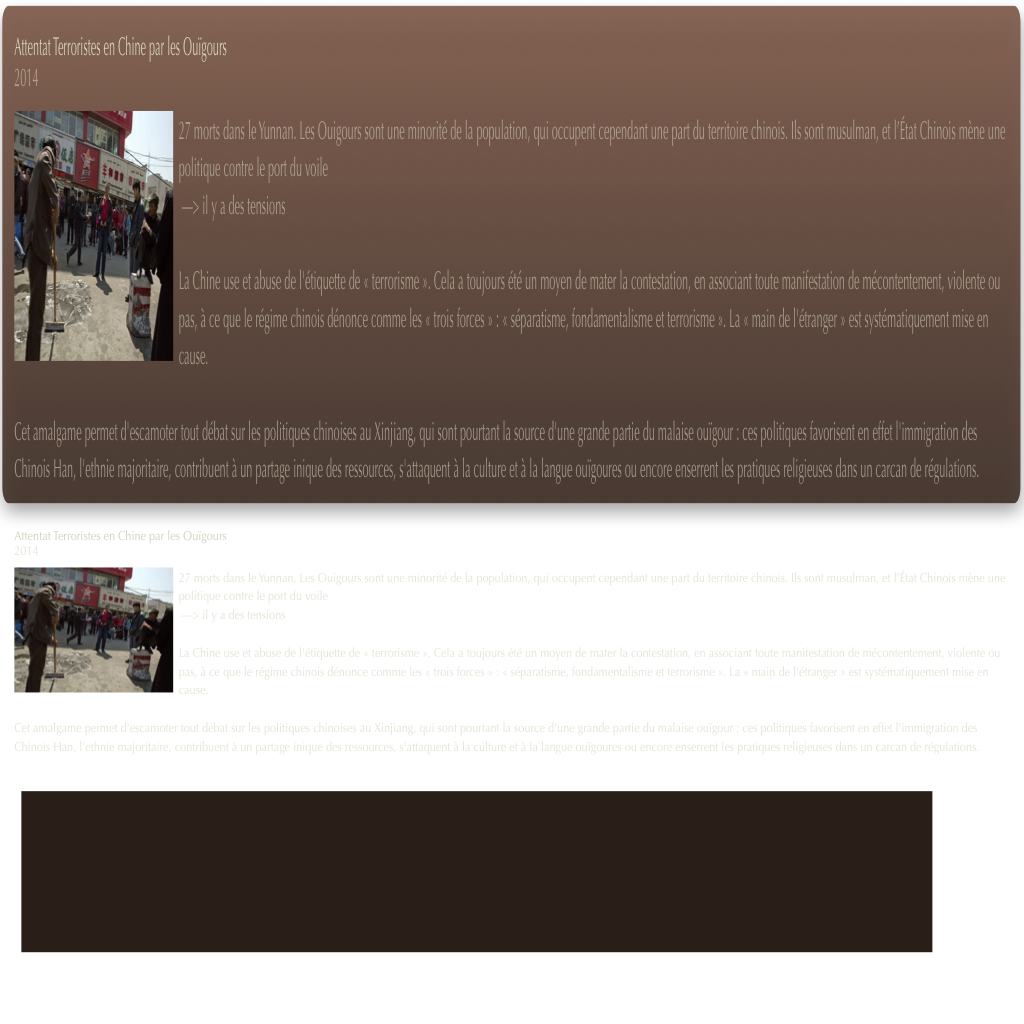 Attentat Terroristes en Chine par les Ouïgours
2014
27 morts dans le Yunnan. Les Ouïgours sont une minorité de la population, qui occupent cependant une part du territoire chinois. Ils sont musulman, et l'État Chinois mène une
politique contre le port du voile
—> il y a des tensions
La Chine use et abuse de l'étiquette de « terrorisme ». Cela a toujours été un moyen de mater la contestation, en associant toute manifestation de mécontentement, violente ou
pas, à ce que le régime chinois dénonce comme les « trois forces » : « séparatisme, fondamentalisme et terrorisme ». La « main de l'étranger » est systématiquement mise en
cause.
Cet amalgame permet d'escamoter tout débat sur les politiques chinoises au Xinjiang, qui sont pourtant la source d'une grande partie du malaise ouïgour : ces politiques favorisent en effet l'immigration des
Chinois Han, l'ethnie majoritaire, contribuent à un partage inique des ressources, s'attaquent à la culture et à la langue ouïgoures ou encore enserrent les pratiques religieuses dans un carcan de régulations.
Attentat Terroristes en Chine par les Ouïgours
2014
27 morts dans le Yunnan. Les Ouïgours sont une minorité de la population, qui occupent cependant une part du territoire chinois. Ils sont musulman, et l'État Chinois mène une
politique contre le port du voile
—> il y a des tensions
La Chine use et abuse de l'étiquette de « terrorisme ». Cela a toujours été un moyen de mater la contestation, en associant toute manifestation de mécontentement, violente ou
pas, à ce que le régime chinois dénonce comme les « trois forces » : « séparatisme, fondamentalisme et terrorisme ». La « main de l'étranger » est systématiquement mise en
cause.
Cet amalgame permet d'escamoter tout débat sur les politiques chinoises au Xinjiang, qui sont pourtant la source d'une grande partie du malaise ouïgour : ces politiques favorisent en effet l'immigration des
Chinois Han, l'ethnie majoritaire, contribuent à un partage inique des ressources, s'attaquent à la culture et à la langue ouïgoures ou encore enserrent les pratiques religieuses dans un carcan de régulations.